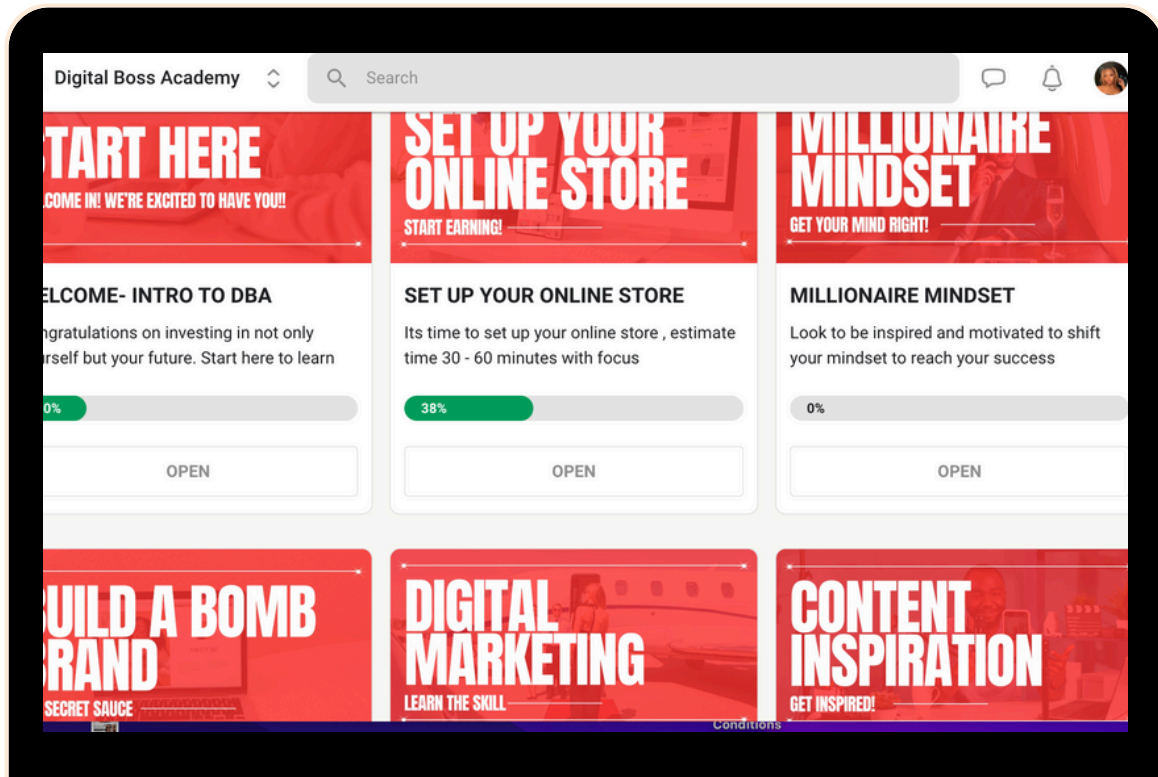 Digital Boss Academy
Search
TART HERE
LCOME IN! WE'RE EXCITED TO HAVE YOU!!
ELCOME- INTRO TO DBA
ngratulations on investing in not only
urself but your future. Start here to learn
0%
OPEN
SET UP YOUR
ONLINE STORE
START EARNING!
SET UP YOUR ONLINE STORE
Its time to set up your online store , estimate
time 30 - 60 minutes with focus
38%
OPEN
MILLIONAIRE
MINDSET
GET YOUR MIND RIGHT!
MILLIONAIRE MINDSET
Look to be inspired and motivated to shift
your mindset to reach your success
0%
OPEN
BUILD A BOMB
BRAND
SECRET SAUCE
DIGITAL
MARKETING
LEARN THE SKILL
CONTENT
INSPIRATION
GET INSPIRED!
Conditions